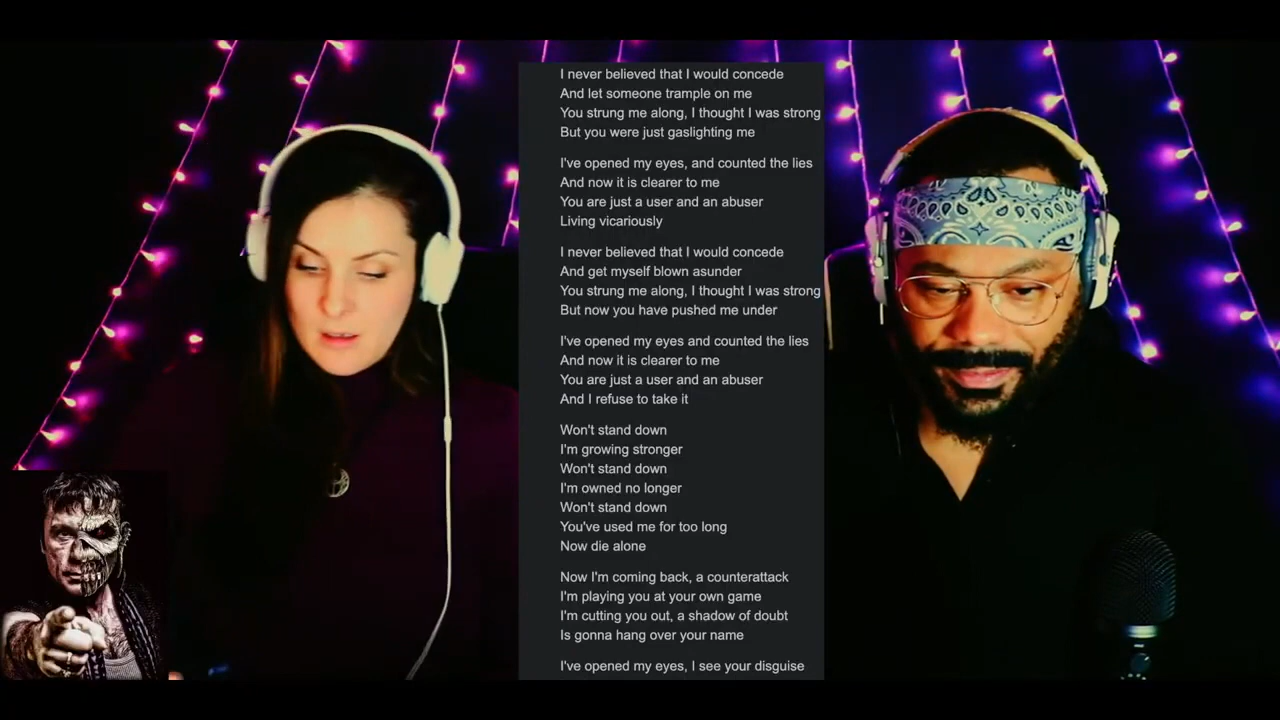 I never believed that I would concede
And let someone trample on me
You strung me along, I thought I was strong
But you were just gaslighting me
I've opened my eyes, and counted the lies
And now it is clearer to me
You are just a user and an abuser
Living vicariously
I never believed that I would concede
And get myself blown asunder
You strung me along, I thought I was strong
But now you have pushed me under
I've opened my eyes and counted the lies
And now it is clearer to me
You are just a user and an abuser
And I refuse to take it
Won't stand down
I'm growing stronger
Won't stand down
I'm owned no longer
Won't stand down
You've used me for too long
Now die alone
Now I'm coming back, a counterattack
I'm playing you at your own game
I'm cutting you out, a shadow of doubt
Is gonna hang over your name
I've opened my eyes, I see your disguise